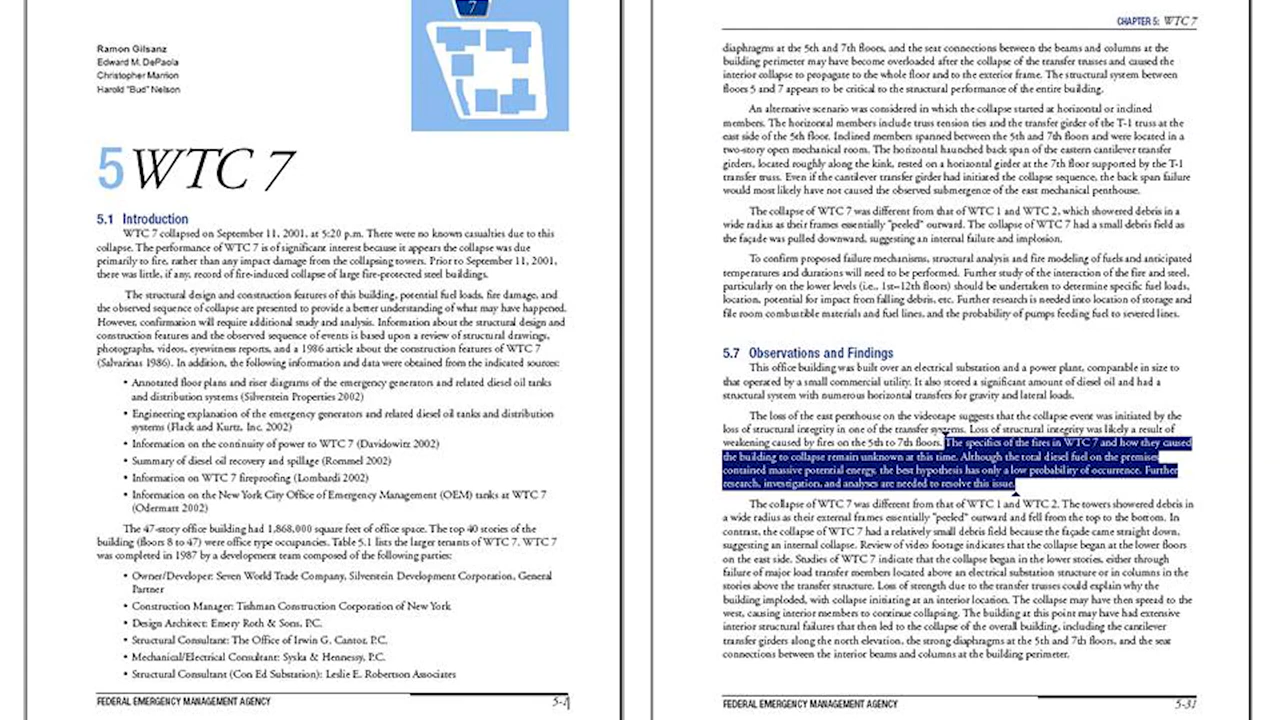 7
Ramon Gilsanz
Edward M. DePaola
Christopher Marrion
Harold "Bud" Nelson
5 WTC 7
5.1 Introduction
WTC 7 collapsed on September 11, 2001, at 5:20 p.m. There were no known casualties due to this
collapse. The performance of WTC 7 is of significant interest because it appears the collapse was due
primarily to fire, rather than any impact damage from the collapsing towers. Prior to September 11, 2001,
there was little, if any, record of fire-induced collapse of large fire-protected steel buildings.
The structural design and construction features of this building, potential fuel loads, fire damage, and
the observed sequence of collapse are presented to provide a better understanding of what may have happened.
However, confirmation will require additional study and analysis. Information about the structural design and
construction features and the observed sequence of events is based upon a review of structural drawings,
photographs, videos, eyewitness reports, and a 1986 article about the construction features of WTC 7
(Salvarinas 1986). In addition, the following information and data were obtained from the indicated sources:
• Annotated floor plans and riser diagrams of the emergency generators and related diesel oil tanks
and distribution systems (Silverstein Properties 2002)
• Engineering explanation of the emergency generators and related diesel oil tanks and distribution
systems (Flack and Kurtz, Inc. 2002)
• Information on the continuity of power to WTC 7 (Davidowitz 2002)
• Summary of diesel oil recovery and spillage (Rommel 2002)
• Information on WTC 7 fireproofing (Lombardi 2002)
• Information on the New York City Office of Emergency Management (OEM) tanks at WTC 7
(Odermatt 2002)
The 47-story office building had 1,868,000 square feet of office space. The top 40 stories of the
building (floors 8 to 47) were office type occupancies. Table 5.1 lists the larger tenants of WTC 7. WTC 7
was completed in 1987 by a development team composed of the following parties:
• Owner/Developer: Seven World Trade Company, Silverstein Development Corporation, General
Partner
• Construction Manager: Tishman Construction Corporation of New York
• Design Architect: Emery Roth & Sons, P.C.
• Structural Consultant: The Office of Irwin G. Cantor, P.C.
• Mechanical/Electrical Consultant: Syska & Hennessy, P.C.
• Structural Consultant (Con Ed Substation): Leslie E. Robertson Associates
FEDERAL EMERGENCY MANAGEMENT AGENCY 5-1
CHAPTER 5: WTC 7
diaphragms at the 5th and 7th floors, and the seat connections between the beams and columns at the
building perimeter may have become overloaded after the collapse of the transfer trusses and caused the
interior collapse to propagate to the whole floor and to the exterior frame. The structural system between
floors 5 and 7 appears to be critical to the structural performance of the entire building.
An alternative scenario was considered in which the collapse started at horizontal or inclined
members. The horizontal members include truss tension ties and the transfer girder of the T-1 truss at the
east side of the 5th floor. Inclined members spanned between the 5th and 7th floors and were located in a
two-story open mechanical room. The horizontal haunched back span of the eastern cantilever transfer
girders, located roughly along the kink, rested on a horizontal girder at the 7th floor supported by the T-1
transfer truss. Even if the cantilever transfer girder had initiated the collapse sequence, the back span failure
would most likely have not caused the observed submergence of the east mechanical penthouse.
The collapse of WTC 7 was different from that of WTC 1 and WTC 2, which showered debris in a
wide radius as their frames essentially "peeled" outward. The collapse of WTC 7 had a small debris field as
the façade was pulled downward, suggesting an internal failure and implosion.
To confirm proposed failure mechanisms, structural analysis and fire modeling of fuels and anticipated
temperatures and durations will need to be performed. Further study of the interaction of the fire and steel,
particularly on the lower levels (i.e., 1st–12th floors) should be undertaken to determine specific fuel loads,
location, potential for impact from falling debris, etc. Further research is needed into location of storage and
file room combustible materials and fuel lines, and the probability of pumps feeding fuel to severed lines.
5.7 Observations and Findings
This office building was built over an electrical substation and a power plant, comparable in size to
that operated by a small commercial utility. It also stored a significant amount of diesel oil and had a
structural system with numerous horizontal transfers for gravity and lateral loads.
The loss of the east penthouse on the videotape suggests that the collapse event was initiated by the
loss of structural integrity in one of the transfer systems. Loss of structural integrity was likely a result of
weakening caused by fires on the 5th to 7th floors. The specifics of the fires in WTC 7 and how they caused
the building to collapse remain unknown at this time. Although the total diesel fuel on the premises
contained massive potential energy, the best hypothesis has only a low probability of occurrence. Further
research, investigation, and analyses are needed to resolve this issue.
The collapse of WTC 7 was different from that of WTC 1 and WTC 2. The towers showered debris in
a wide radius as their external frames essentially "peeled" outward and fell from the top to the bottom. In
contrast, the collapse of WTC 7 had a relatively small debris field because the façade came straight down,
suggesting an internal collapse. Review of video footage indicates that the collapse began at the lower floors
on the east side. Studies of WTC 7 indicate that the collapse began in the lower stories, either through
failure of major load transfer members located above an electrical substation structure or in columns in the
stories above the transfer structure. Loss of strength due to the transfer trusses could explain why the
building imploded, with collapse initiating at an interior location. The collapse may have then spread to the
west, causing interior members to continue collapsing. The building at this point may have had extensive
interior structural failures that then led to the collapse of the overall building, including the cantilever
transfer girders along the north elevation, the strong diaphragms at the 5th and 7th floors, and the seat
connections between the interior beams and columns at the building perimeter.
FEDERAL EMERGENCY MANAGEMENT AGENCY 5-31